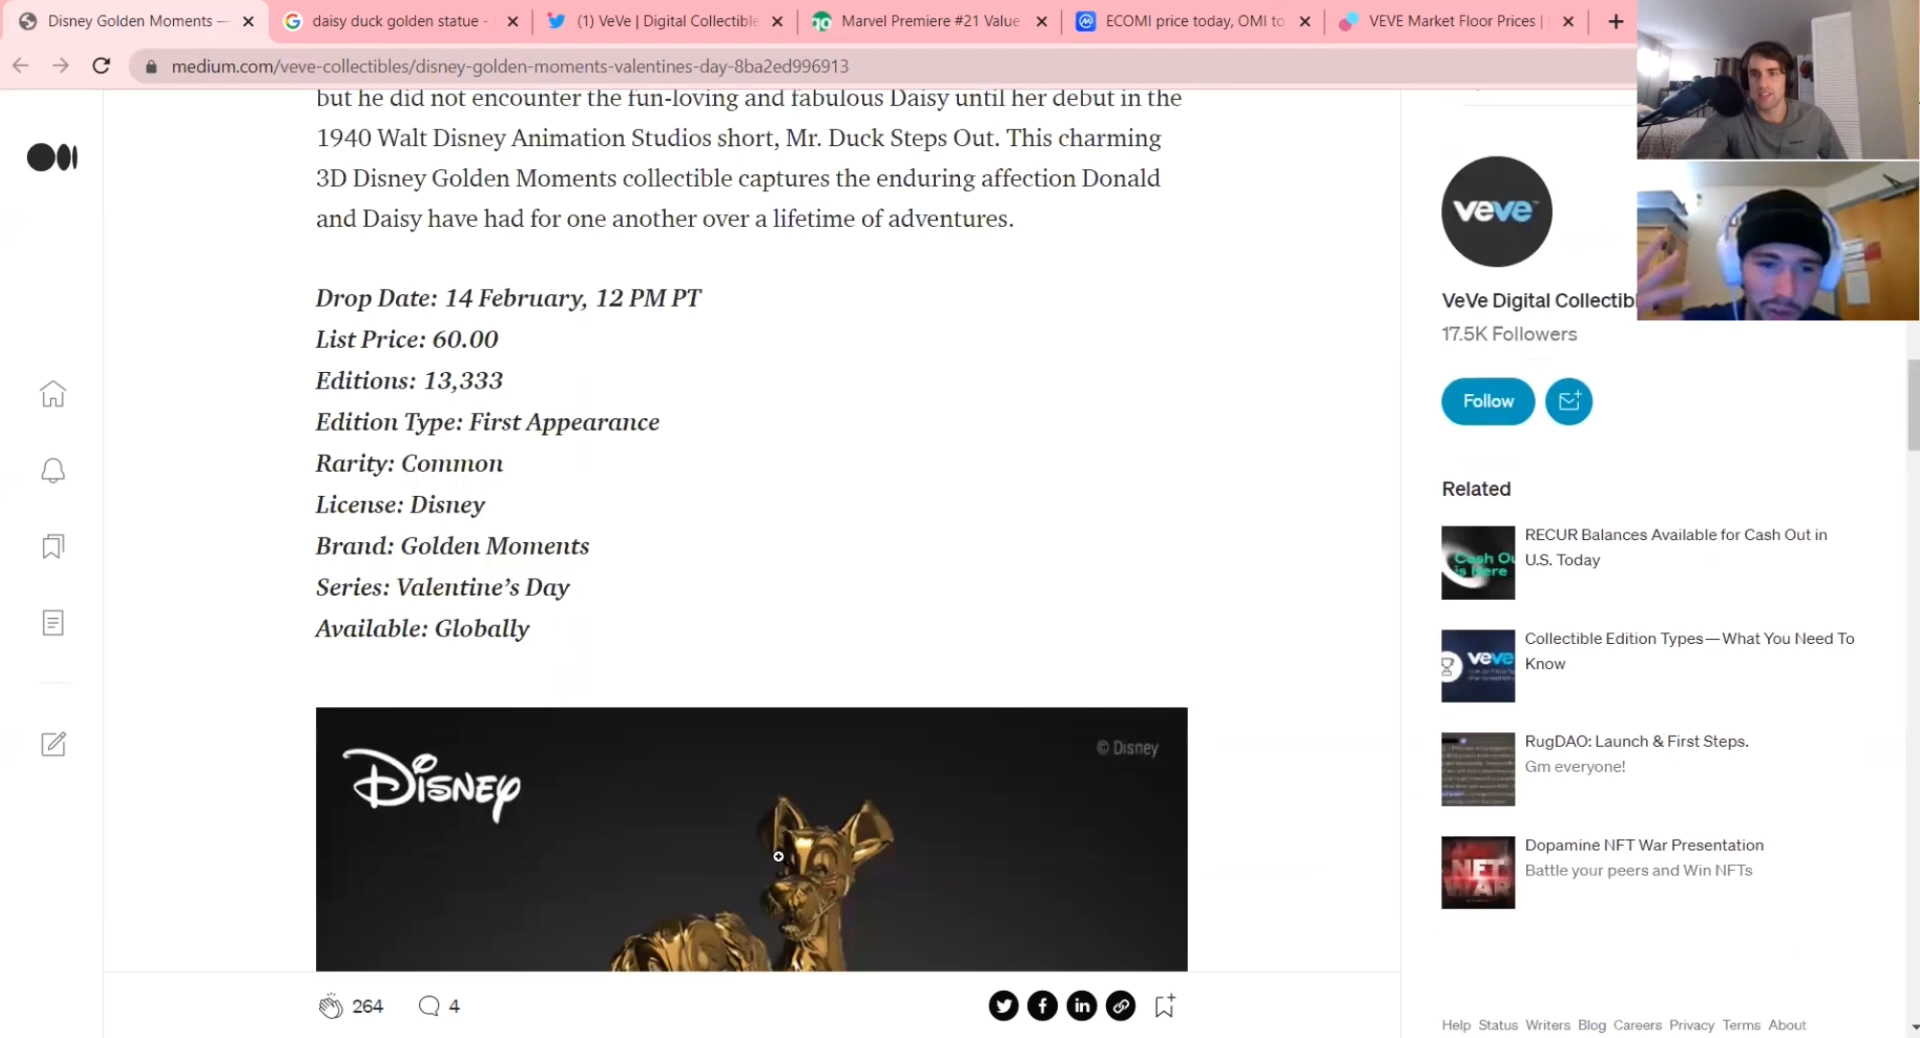 Disney Golden Moments —
daisy duck golden statue -
(1) VeVe | Digital Collectible
Marvel Premiere #21 Value
ECOMI price today, OMI to
VEVE Market Floor Prices |
medium.com/veve-collectibles/disney-golden-moments-valentines-day-8ba2ed996913
but he did not encounter the fun-loving and fabulous Daisy until her debut in the
1940 Walt Disney Animation Studios short, Mr. Duck Steps Out. This charming
3D Disney Golden Moments collectible captures the enduring affection Donald
and Daisy have had for one another over a lifetime of adventures.
Drop Date: 14 February, 12 PM PT
List Price: 60.00
Editions: 13,333
Edition Type: First Appearance
Rarity: Common
License: Disney
Brand: Golden Moments
Series: Valentine’s Day
Available: Globally
Disney
© Disney
264
4
veve
VeVe Digital Collectib
17.5K Followers
Follow
Related
Cash Ou
is Here
RECUR Balances Available for Cash Out in
U.S. Today
veve
Collectible Edition Types—What You Need To
Know
RugDAO: Launch & First Steps.
Gm everyone!
NFT
WAR
Dopamine NFT War Presentation
Battle your peers and Win NFTs
Help Status Writers Blog Careers Privacy Terms About